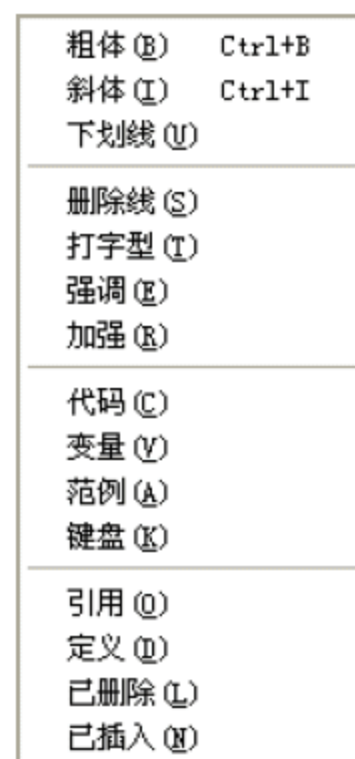 粗体(B) Ctrl+B
斜体(I) Ctrl+I
下划线(U)
删除线(S)
打字型(T)
强调(E)
加强(R)
代码(C)
变量(V)
范例(A)
键盘(K)
引用(O)
定义(D)
已删除(L)
已插入(N)